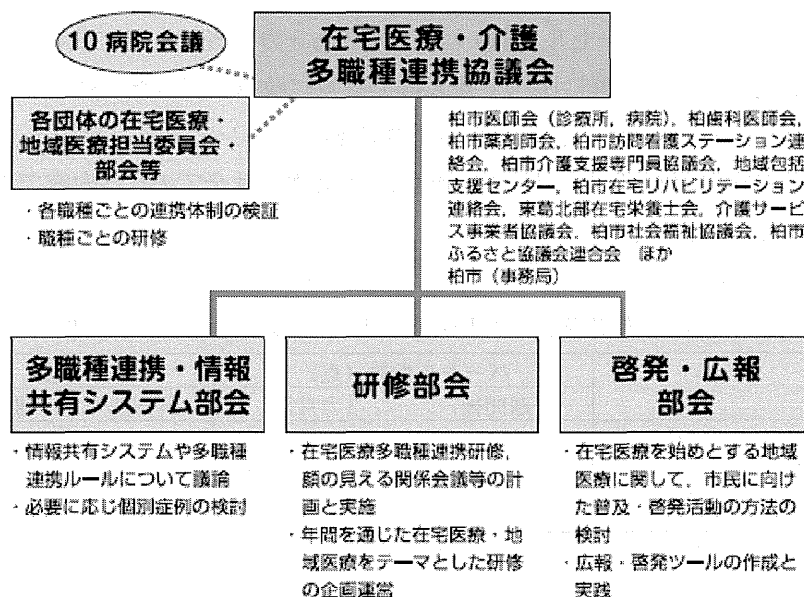 10 病院会議
在宅医療・介護
多職種連携協議会
各団体の在宅医療・
地域医療担当委員会・
部会等
・各職種ごとの連携体制の検証
・職種ごとの研修
柏市医師会（診療所，病院），柏歯科医師会，
柏市薬剤師会，柏市訪問看護ステーション連
絡会，柏市介護支援専門員協議会，地域包括
支援センター，柏市在宅リハビリテーション
連絡会，東葛北部在宅栄養士会，介護サービ
ス事業者協議会，柏市社会福祉協議会，柏市
ふるさと協議会連合会　ほか
柏市（事務局）
多職種連携・情報
共有システム部会
・情報共有システムや多職種
連携ルールについて議論
・必要に応じ個別症例の検討
研修部会
・在宅医療多職種連携研修，
顔の見える関係会議等の計
画と実施
・年間を通じた在宅医療・地
域医療をテーマとした研修
の企画運営
啓発・広報
部会
・在宅医療を始めとする地域
医療に関して，市民に向け
た普及・啓発活動の方法の
検討
・広報・啓発ツールの作成と
実践